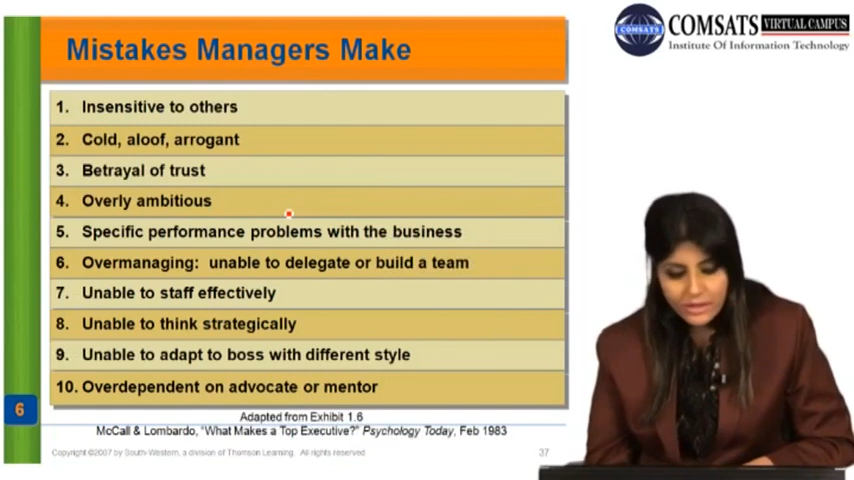 Mistakes Managers Make
COMSATS VIRTUAL CAMPUS
Institute Of Information Technology
COMSATS
1. Insensitive to others
2. Cold, aloof, arrogant
3. Betrayal of trust
4. Overly ambitious
5. Specific performance problems with the business
6. Overmanaging: unable to delegate or build a team
7. Unable to staff effectively
8. Unable to think strategically
9. Unable to adapt to boss with different style
10. Overdependent on advocate or mentor
6
Adapted from Exhibit 1.6
McCall & Lombardo, "What Makes a Top Executive?" Psychology Today, Feb 1983
Copyright ©2007 by South-Western, a division of Thomson Learning. All rights reserved
37